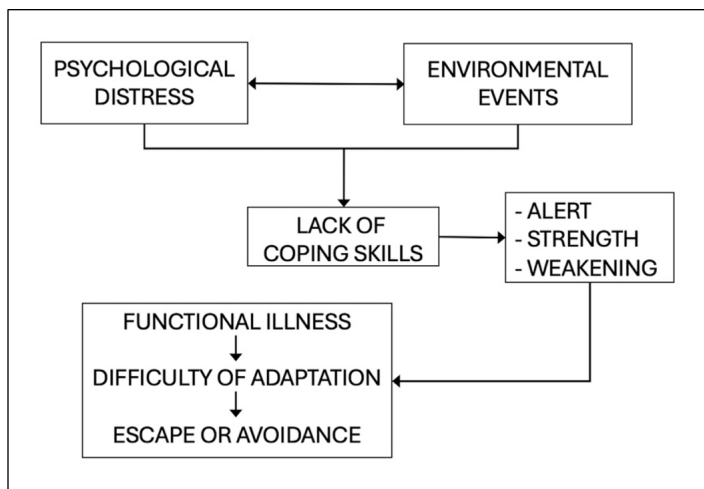 PSYCHOLOGICAL
DISTRESS
ENVIRONMENTAL
EVENTS
LACK OF
COPING SKILLS
- ALERT
- STRENGTH
- WEAKENING
FUNCTIONAL ILLNESS
DIFFICULTY OF ADAPTATION
ESCAPE OR AVOIDANCE